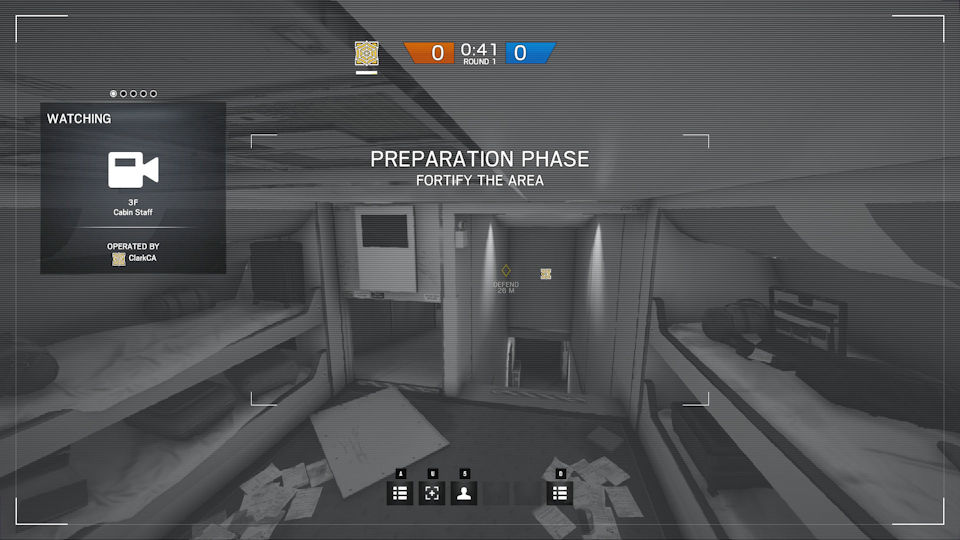 0
0:41
ROUND 1
0
WATCHING
PREPARATION PHASE
FORTIFY THE AREA
3F
Cabin Staff
OPERATED BY
ClarkCA
DEFEND
26 M
A
S